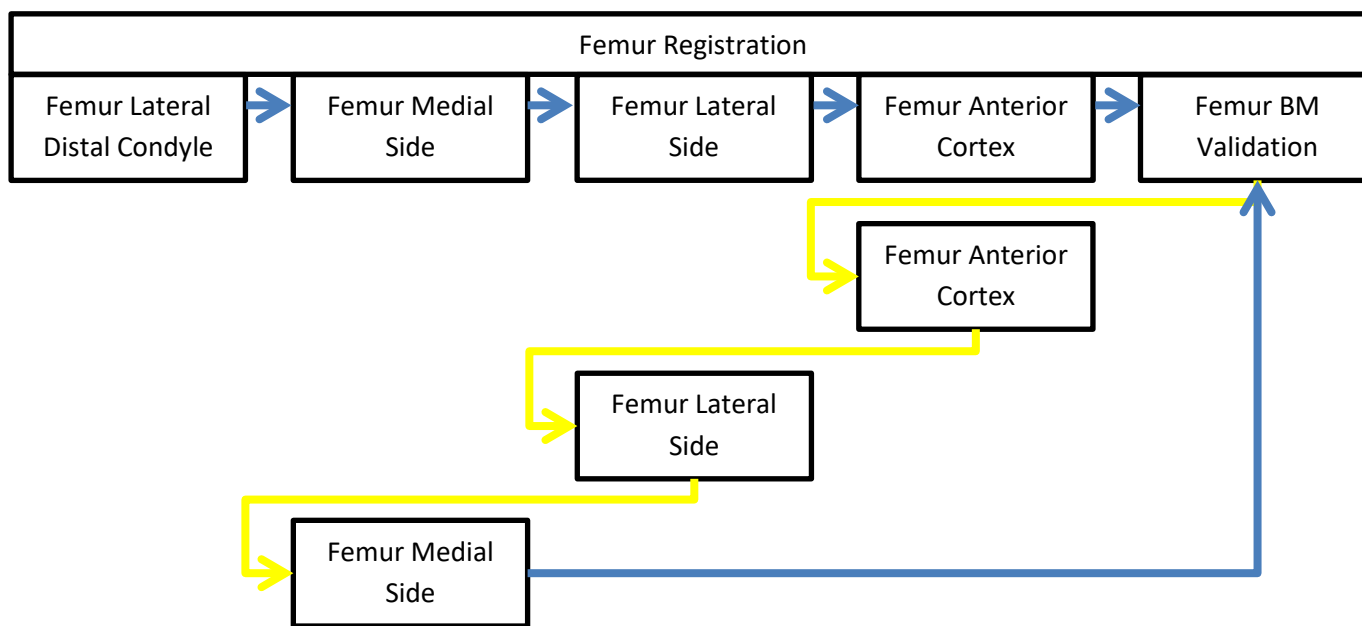 Femur Registration
Femur Lateral
Distal Condyle
Femur Medial
Side
Femur Lateral
Side
Femur Anterior
Cortex
Femur BM
Validation
Femur Anterior
Cortex
Femur Lateral
Side
Femur Medial
Side